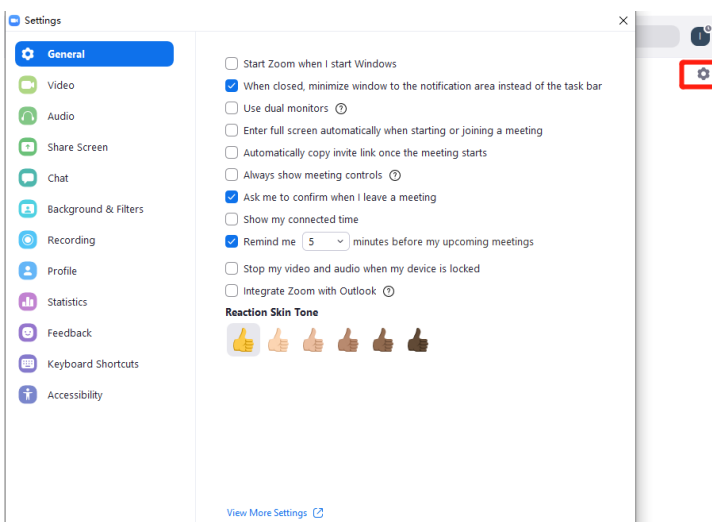 Settings
General
Video
Audio
Share Screen
Chat
Background & Filters
Recording
Profile
Statistics
Feedback
Keyboard Shortcuts
Accessibility
Start Zoom when I start Windows
When closed, minimize window to the notification area instead of the task bar
Use dual monitors ?
Enter full screen automatically when starting or joining a meeting
Automatically copy invite link once the meeting starts
Always show meeting controls ?
Ask me to confirm when I leave a meeting
Show my connected time
Remind me 5 minutes before my upcoming meetings
Stop my video and audio when my device is locked
Integrate Zoom with Outlook ?
Reaction Skin Tone
View More Settings
I